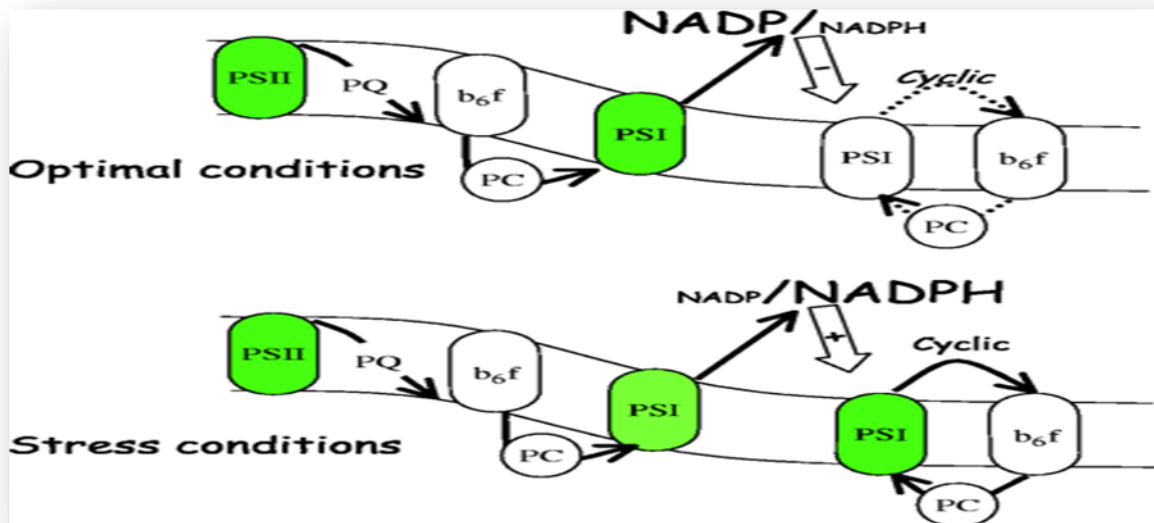 NADP/NADPH
PSII
PQ
b₆f
PSI
-
Cyclic
PSI
b₆f
Optimal conditions
PC
PC
NADP/NADPH
PSII
PQ
b₆f
PSI
+
Cyclic
PSI
b₆f
Stress conditions
PC
PC